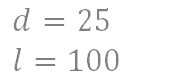 d = 25
l = 100